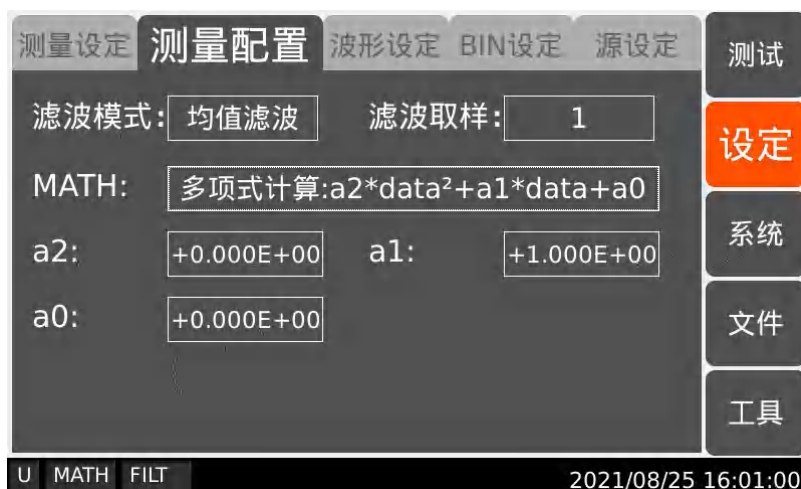 测量设定 测量配置 波形设定 BIN设定 源设定 测试
滤波模式: 均值滤波 滤波取样: 1
设定
MATH: 多项式计算:a2*data²+a1*data+a0
系统
a2: +0.000E+00 a1: +1.000E+00
a0: +0.000E+00
文件
工具
U MATH FILT 2021/08/25 16:01:00